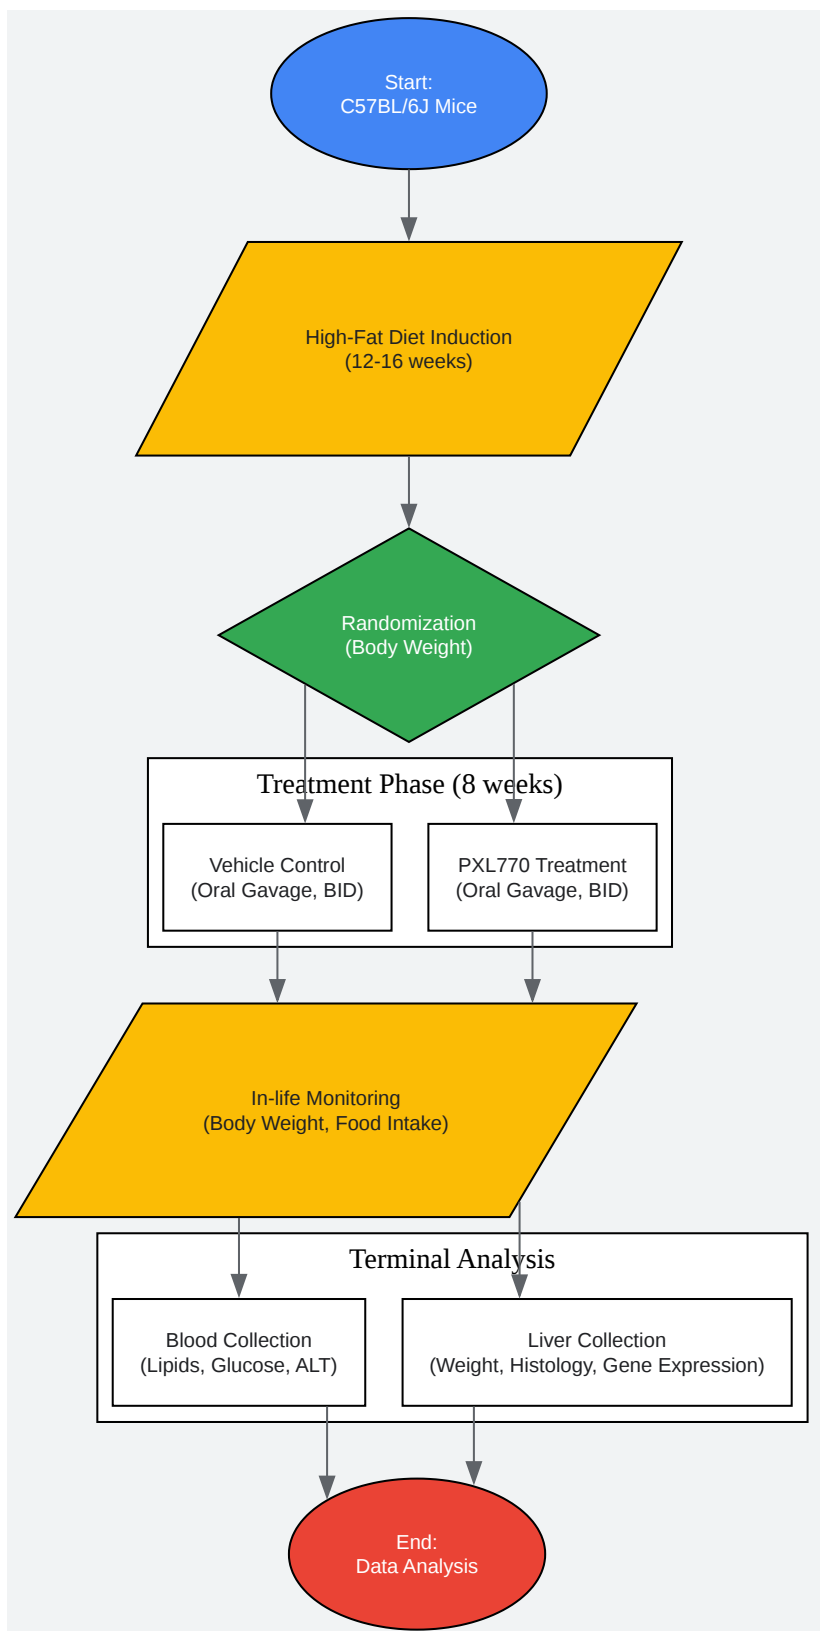 Start:
C57BL/6J Mice
High-Fat Diet Induction
(12-16 weeks)
Randomization
(Body Weight)
Treatment Phase (8 weeks)
Vehicle Control
(Oral Gavage, BID)
PXL770 Treatment
(Oral Gavage, BID)
In-life Monitoring
(Body Weight, Food Intake)
Terminal Analysis
Blood Collection
(Lipids, Glucose, ALT)
Liver Collection
(Weight, Histology, Gene Expression)
End:
Data Analysis